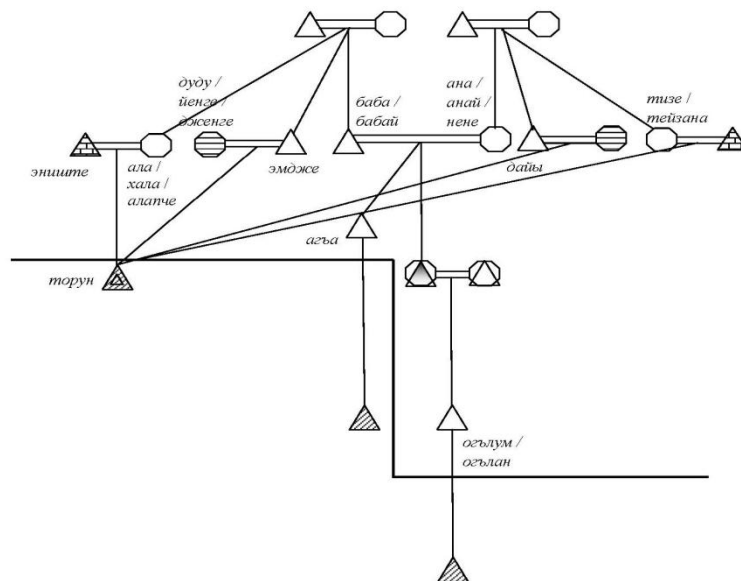 дуду /
йенге /
дженге
баба /
бабай
ана /
анай /
нене
тизе /
тейзана
эниште
ала /
хала /
алапче
эмдже
дайы
агъа
торун
огълум /
огълан